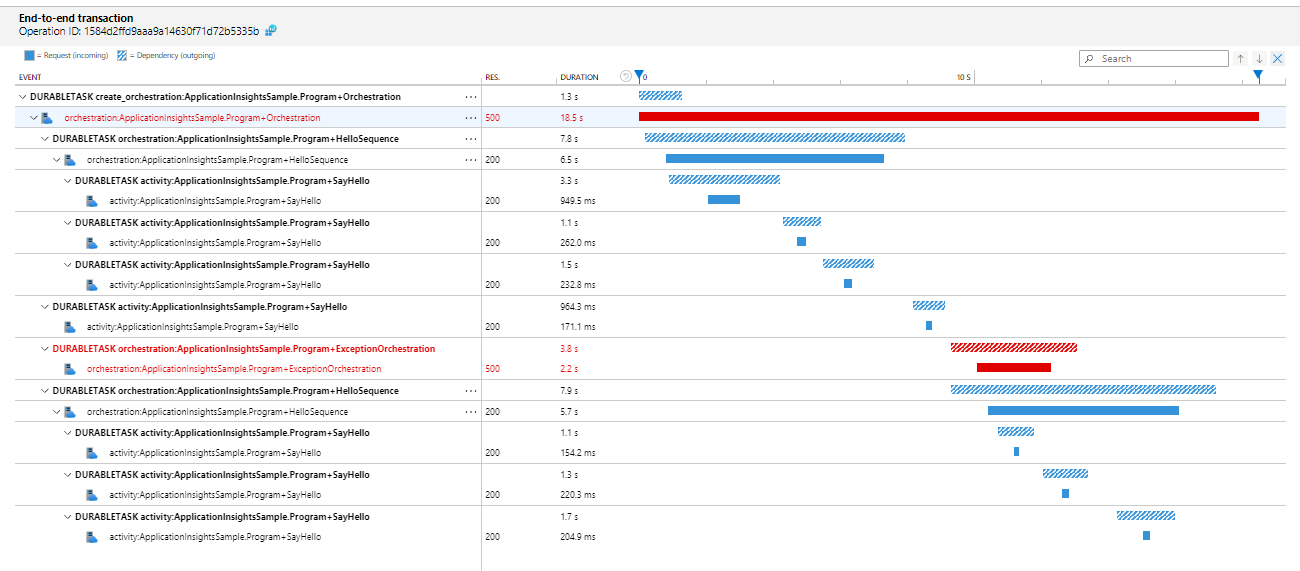 End-to-end transaction
Operation ID: 1584d2ffd9aaa9a14630f71d72b5335b
= Request (incoming) = Dependency (outgoing)
Search
EVENT RES. DURATION 0 10 S
DURABLETASK create_orchestration:ApplicationInsightsSample.Program+Orchestration ... 1.3 s
orchestration:ApplicationInsightsSample.Program+Orchestration ... 500 18.5 s
DURABLETASK orchestration:ApplicationInsightsSample.Program+HelloSequence ... 7.8 s
orchestration:ApplicationInsightsSample.Program+HelloSequence ... 200 6.5 s
DURABLETASK activity:ApplicationInsightsSample.Program+SayHello 3.3 s
activity:ApplicationInsightsSample.Program+SayHello 200 949.5 ms
DURABLETASK activity:ApplicationInsightsSample.Program+SayHello 1.1 s
activity:ApplicationInsightsSample.Program+SayHello 200 262.0 ms
DURABLETASK activity:ApplicationInsightsSample.Program+SayHello 1.5 s
activity:ApplicationInsightsSample.Program+SayHello 200 232.8 ms
DURABLETASK activity:ApplicationInsightsSample.Program+SayHello 964.3 ms
activity:ApplicationInsightsSample.Program+SayHello 200 171.1 ms
DURABLETASK orchestration:ApplicationInsightsSample.Program+ExceptionOrchestration 3.8 s
orchestration:ApplicationInsightsSample.Program+ExceptionOrchestration 500 2.2 s
DURABLETASK orchestration:ApplicationInsightsSample.Program+HelloSequence ... 7.9 s
orchestration:ApplicationInsightsSample.Program+HelloSequence ... 200 5.7 s
DURABLETASK activity:ApplicationInsightsSample.Program+SayHello 1.1 s
activity:ApplicationInsightsSample.Program+SayHello 200 154.2 ms
DURABLETASK activity:ApplicationInsightsSample.Program+SayHello 1.3 s
activity:ApplicationInsightsSample.Program+SayHello 200 220.3 ms
DURABLETASK activity:ApplicationInsightsSample.Program+SayHello 1.7 s
activity:ApplicationInsightsSample.Program+SayHello 200 204.9 ms